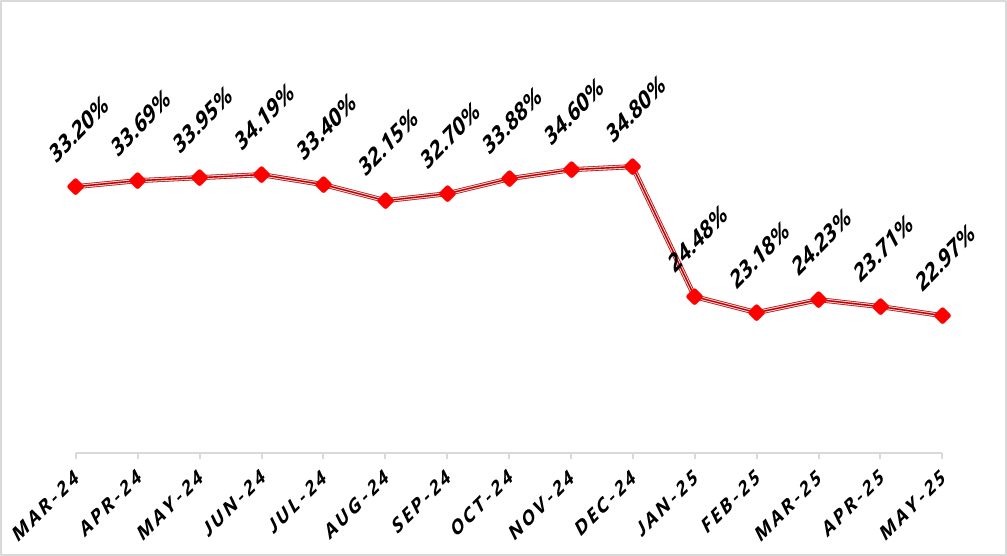 33.20%
33.69%
33.95%
34.19%
33.40%
32.15%
32.70%
33.88%
34.60%
34.80%
24.48%
23.18%
24.23%
23.71%
22.97%
MAR-24
APR-24
MAY-24
JUN-24
JUL-24
AUG-24
SEP-24
OCT-24
NOV-24
DEC-24
JAN-25
FEB-25
MAR-25
APR-25
MAY-25